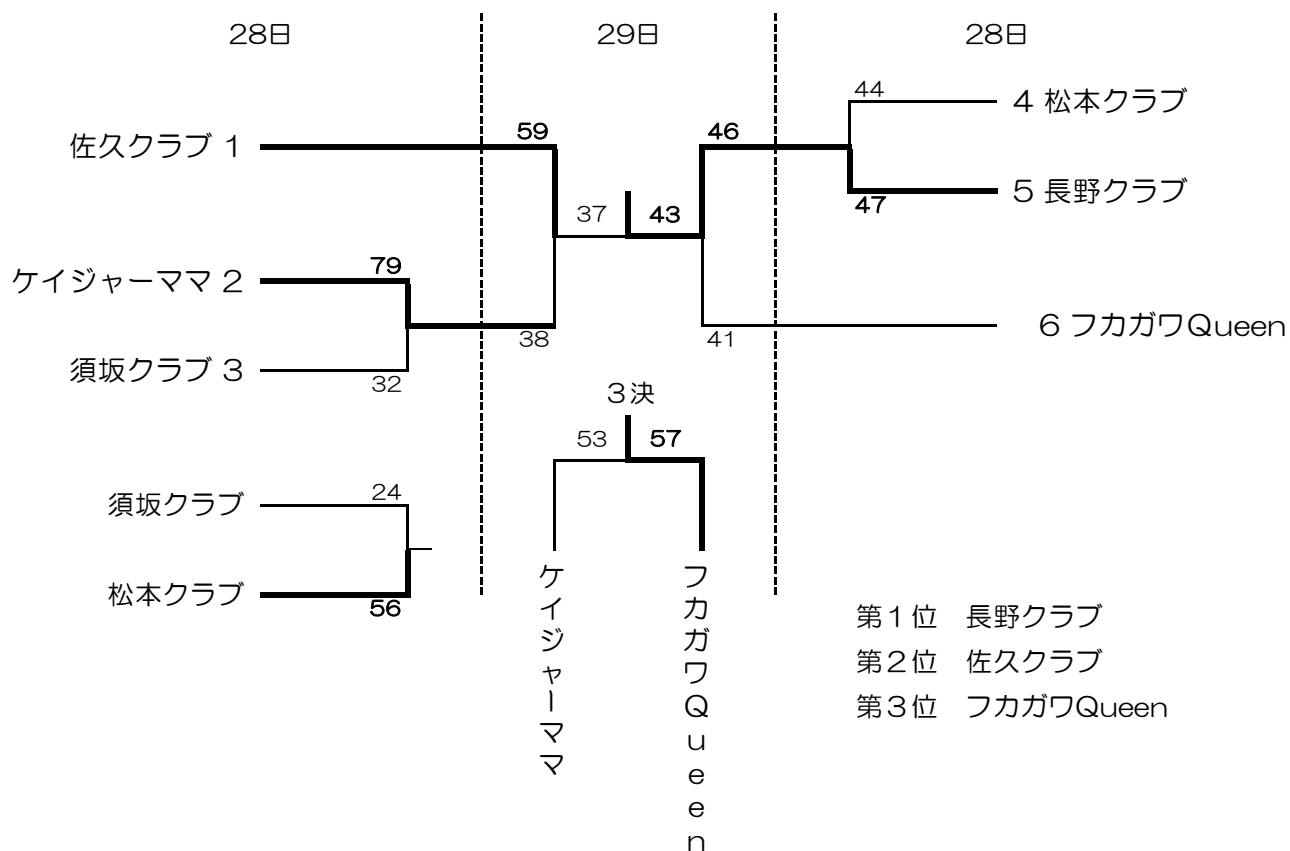 28日
29日
28日
44
4 松本クラブ
59
46
佐久クラブ 1
5 長野クラブ
47
37
43
79
ケイジャーママ 2
38
41
6 フカガワQueen
須坂クラブ 3
32
3決
53
57
須坂クラブ
24
松本クラブ
56
ケイジャーママ
フカガワQueen
第1位 長野クラブ
第2位 佐久クラブ
第3位 フカガワQueen